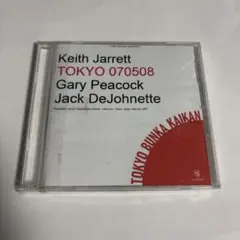 Keith Jarrett
TOKYO 070508
Gary Peacock
Jack DeJohnette
TOKYO BUNKA KAIKAN